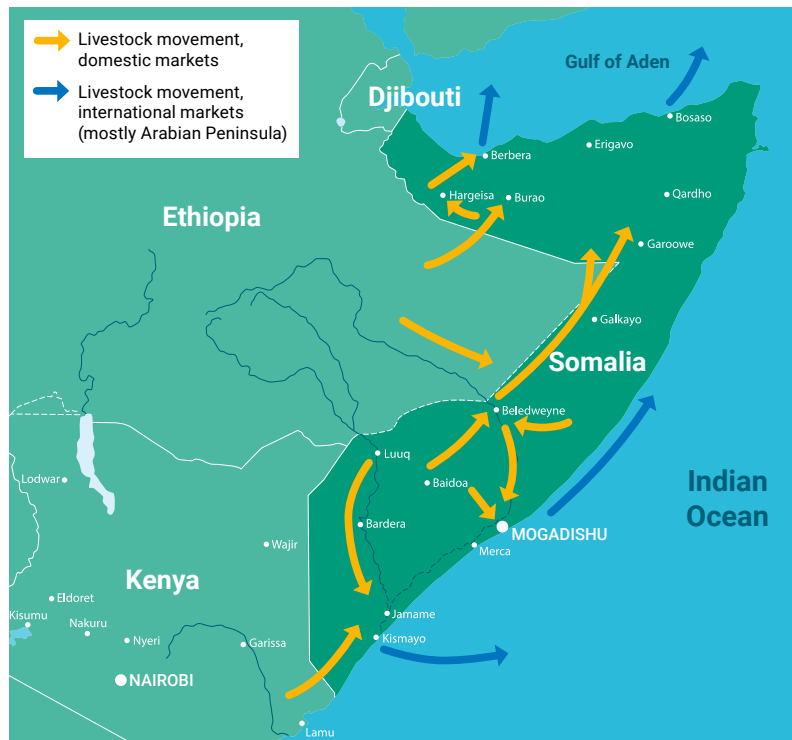 Livestock movement,
domestic markets
Livestock movement,
international markets
(mostly Arabian Peninsula)
Gulf of Aden
Djibouti
Bosaso
Berbera
Erigavo
Hargeisa
Burao
Qardho
Ethiopia
Garoowe
Galkayo
Somalia
Beledweyne
Luuq
Lodwar
Baidoa
Indian
Ocean
Bardera
MOGADISHU
Wajir
Merca
Kenya
Eldoret
Jamame
Kisumu
Nakuru
Nyeri
Garissa
Kismayo
NAIROBI
Lamu